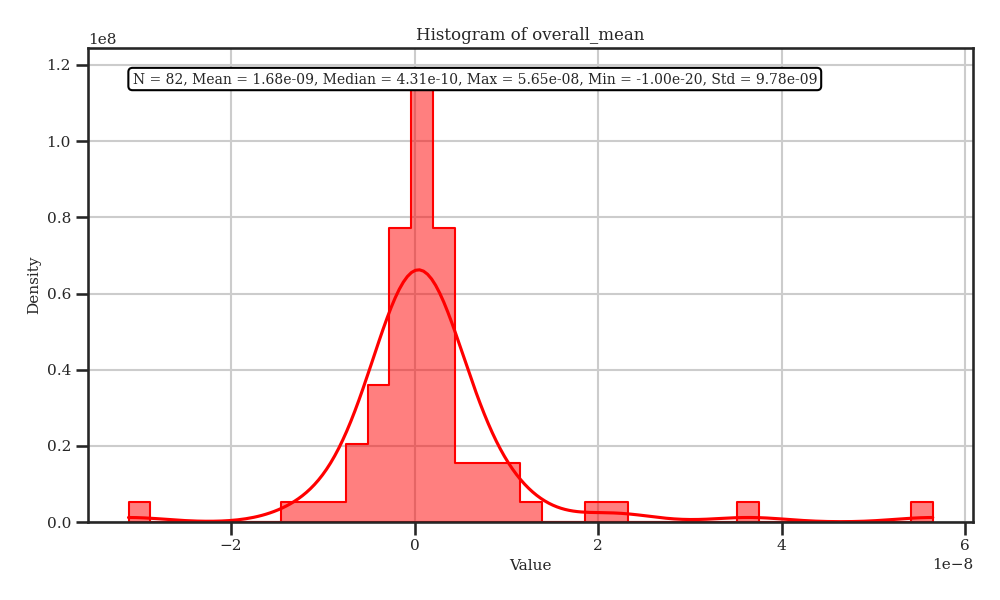 Histogram of overall_mean
1e8
N = 82, Mean = 1.68e-09, Median = 4.31e-10, Max = 5.65e-08, Min = -1.00e-20, Std = 9.78e-09
1.2
1.0
0.8
0.6
0.4
0.2
0.0
Density
−2
0
2
4
6
Value
1e−8